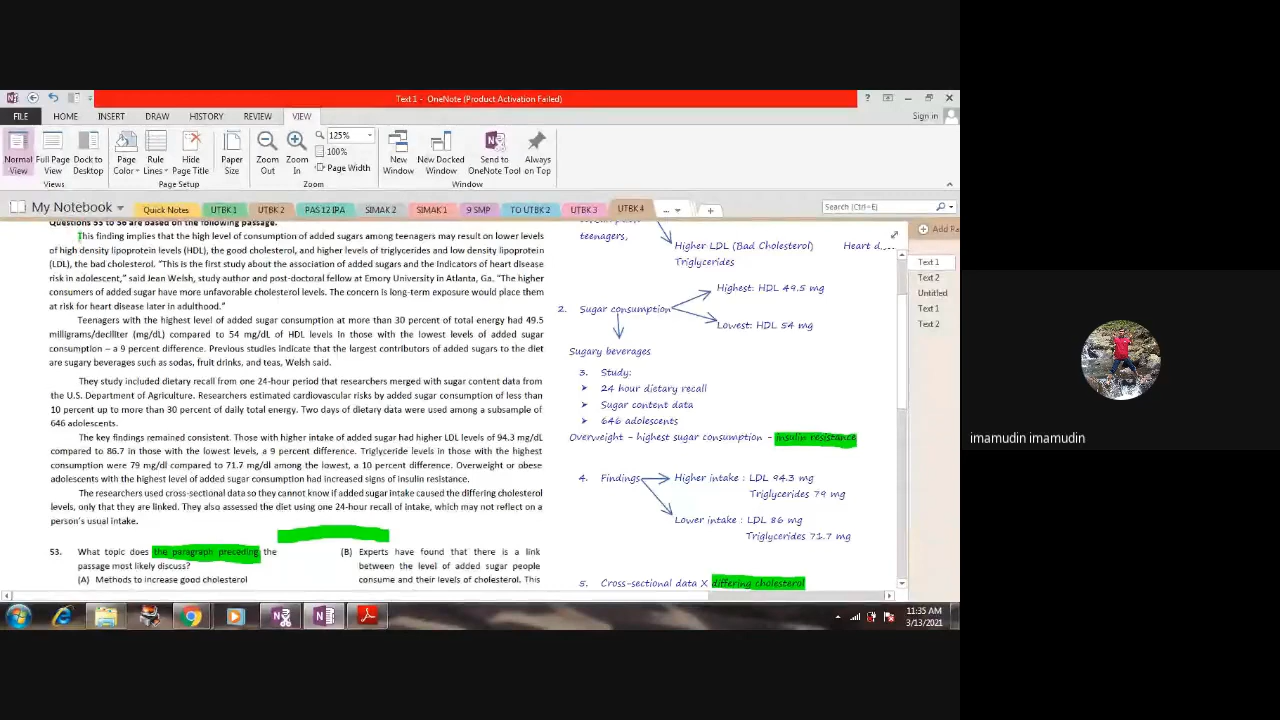 Text 1 - OneNote (Product Activation Failed)
FILE HOME INSERT DRAW HISTORY REVIEW VIEW
Sign in
Normal View Full Page View Dock to Desktop
Page Color Rule Lines Hide Page Title Paper Size
Zoom Out Zoom In 125% 100% Page Width
New Window New Docked Window Send to OneNote Tool Always on Top
Views Page Setup Zoom Window
My Notebook Quick Notes UTBK 1 UTBK 2 PAS 12 IPA SIMAK 2 SIMAK 1 9 SMP TO UTBK 2 UTBK 3 UTBK 4 ...
Search (Ctrl+E)
Questions 53 to 56 are based on the following passage.
This finding implies that the high level of consumption of added sugars among teenagers may result on lower levels
of high density lipoprotein levels (HDL), the good cholesterol, and higher levels of triglycerides and low density lipoprotein
(LDL), the bad cholesterol. "This is the first study about the association of added sugars and the indicators of heart disease
risk in adolescent," said Jean Welsh, study author and post-doctoral fellow at Emory University in Atlanta, Ga. "The higher
consumers of added sugar have more unfavorable cholesterol levels. The concern is long-term exposure would place them
at risk for heart disease later in adulthood."
Teenagers with the highest level of added sugar consumption at more than 30 percent of total energy had 49.5
milligrams/deciliter (mg/dL) compared to 54 mg/dL of HDL levels in those with the lowest levels of added sugar
consumption – a 9 percent difference. Previous studies indicate that the largest contributors of added sugars to the diet
are sugary beverages such as sodas, fruit drinks, and teas, Welsh said.
They study included dietary recall from one 24-hour period that researchers merged with sugar content data from
the U.S. Department of Agriculture. Researchers estimated cardiovascular risks by added sugar consumption of less than
10 percent up to more than 30 percent of daily total energy. Two days of dietary data were used among a subsample of
646 adolescents.
The key findings remained consistent. Those with higher intake of added sugar had higher LDL levels of 94.3 mg/dL
compared to 86.7 in those with the lowest levels, a 9 percent difference. Triglyceride levels in those with the highest
consumption were 79 mg/dl compared to 71.7 mg/dl among the lowest, a 10 percent difference. Overweight or obese
adolescents with the highest level of added sugar consumption had increased signs of insulin resistance.
The researchers used cross-sectional data so they cannot know if added sugar intake caused the differing cholesterol
levels, only that they are linked. They also assessed the diet using one 24-hour recall of intake, which may not reflect on a
person's usual intake.
53. What topic does the paragraph preceding the
passage most likely discuss?
(A) Methods to increase good cholesterol
(B) Experts have found that there is a link
between the level of added sugar people
consume and their levels of cholesterol. This
teenagers,
Higher LDL (Bad Cholesterol) Heart d....
Triglycerides
2. Sugar consumption
Highest: HDL 49.5 mg
Lowest: HDL 54 mg
Sugary beverages
3. Study:
➢ 24 hour dietary recall
➢ Sugar content data
➢ 646 adolescents
Overweight – highest sugar consumption – insulin resistance
4. Findings
Higher intake : LDL 94.3 mg
Triglycerides 79 mg
Lower intake : LDL 86 mg
Triglycerides 71.7 mg
5. Cross-sectional data X differing cholesterol
Add Pa
Text 1
Text 2
Untitled
Text 1
Text 2
11:35 AM
3/13/2021
imamudin imamudin